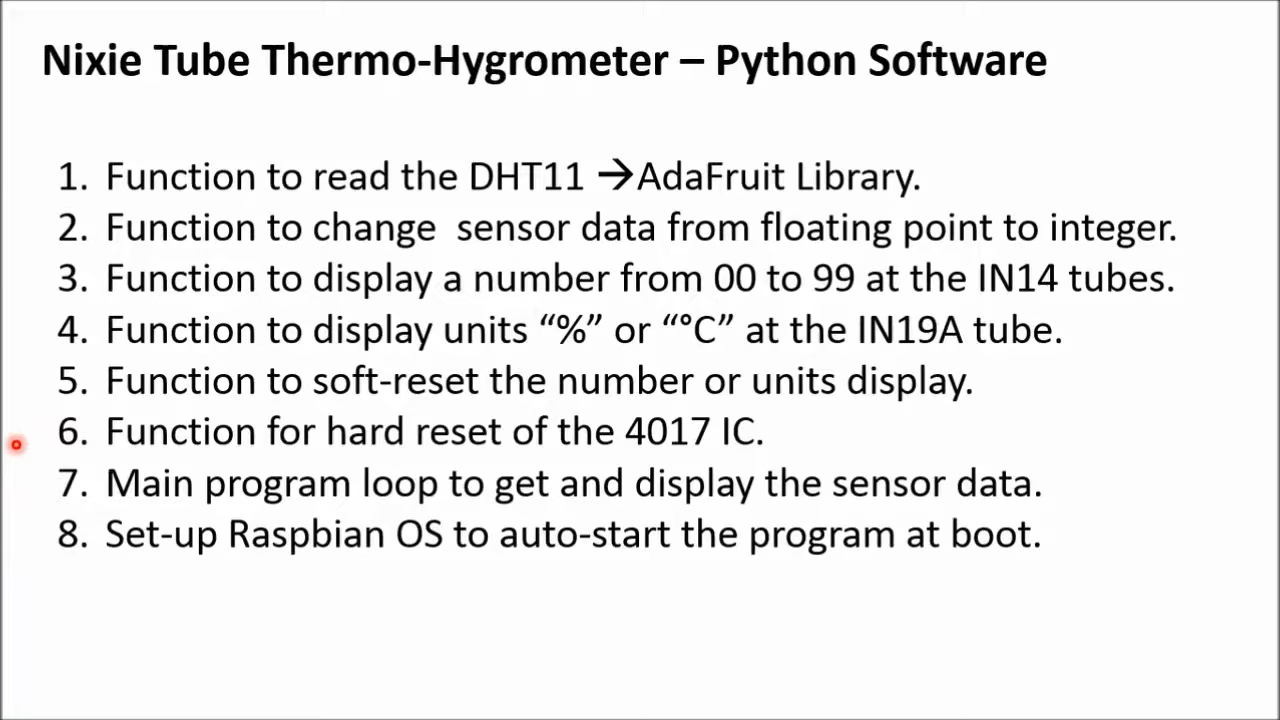 Nixie Tube Thermo-Hygrometer – Python Software
1. Function to read the DHT11 →AdaFruit Library.
2. Function to change  sensor data from floating point to integer.
3. Function to display a number from 00 to 99 at the IN14 tubes.
4. Function to display units “%” or “°C” at the IN19A tube.
5. Function to soft-reset the number or units display.
6. Function for hard reset of the 4017 IC.
7. Main program loop to get and display the sensor data.
8. Set-up Raspbian OS to auto-start the program at boot.